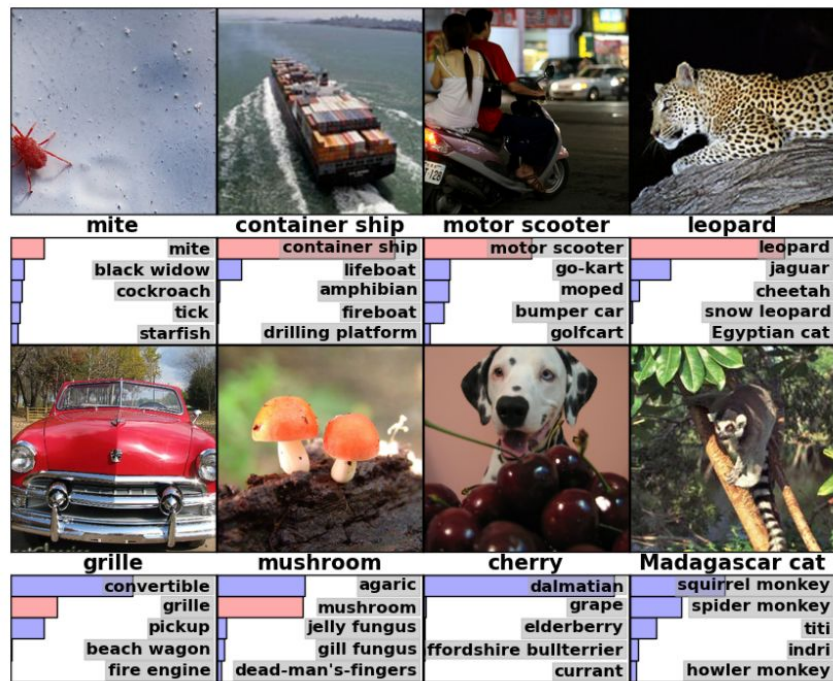 mite
container ship
motor scooter
leopard
mite
black widow
cockroach
tick
starfish
container ship
lifeboat
amphibian
fireboat
drilling platform
motor scooter
go-kart
moped
bumper car
golfcart
leopard
jaguar
cheetah
snow leopard
Egyptian cat
grille
mushroom
cherry
Madagascar cat
convertible
grille
pickup
beach wagon
fire engine
agaric
mushroom
jelly fungus
gill fungus
dead-man's-fingers
dalmatian
grape
elderberry
ffordshire bullterrier
currant
squirrel monkey
spider monkey
titi
indri
howler monkey